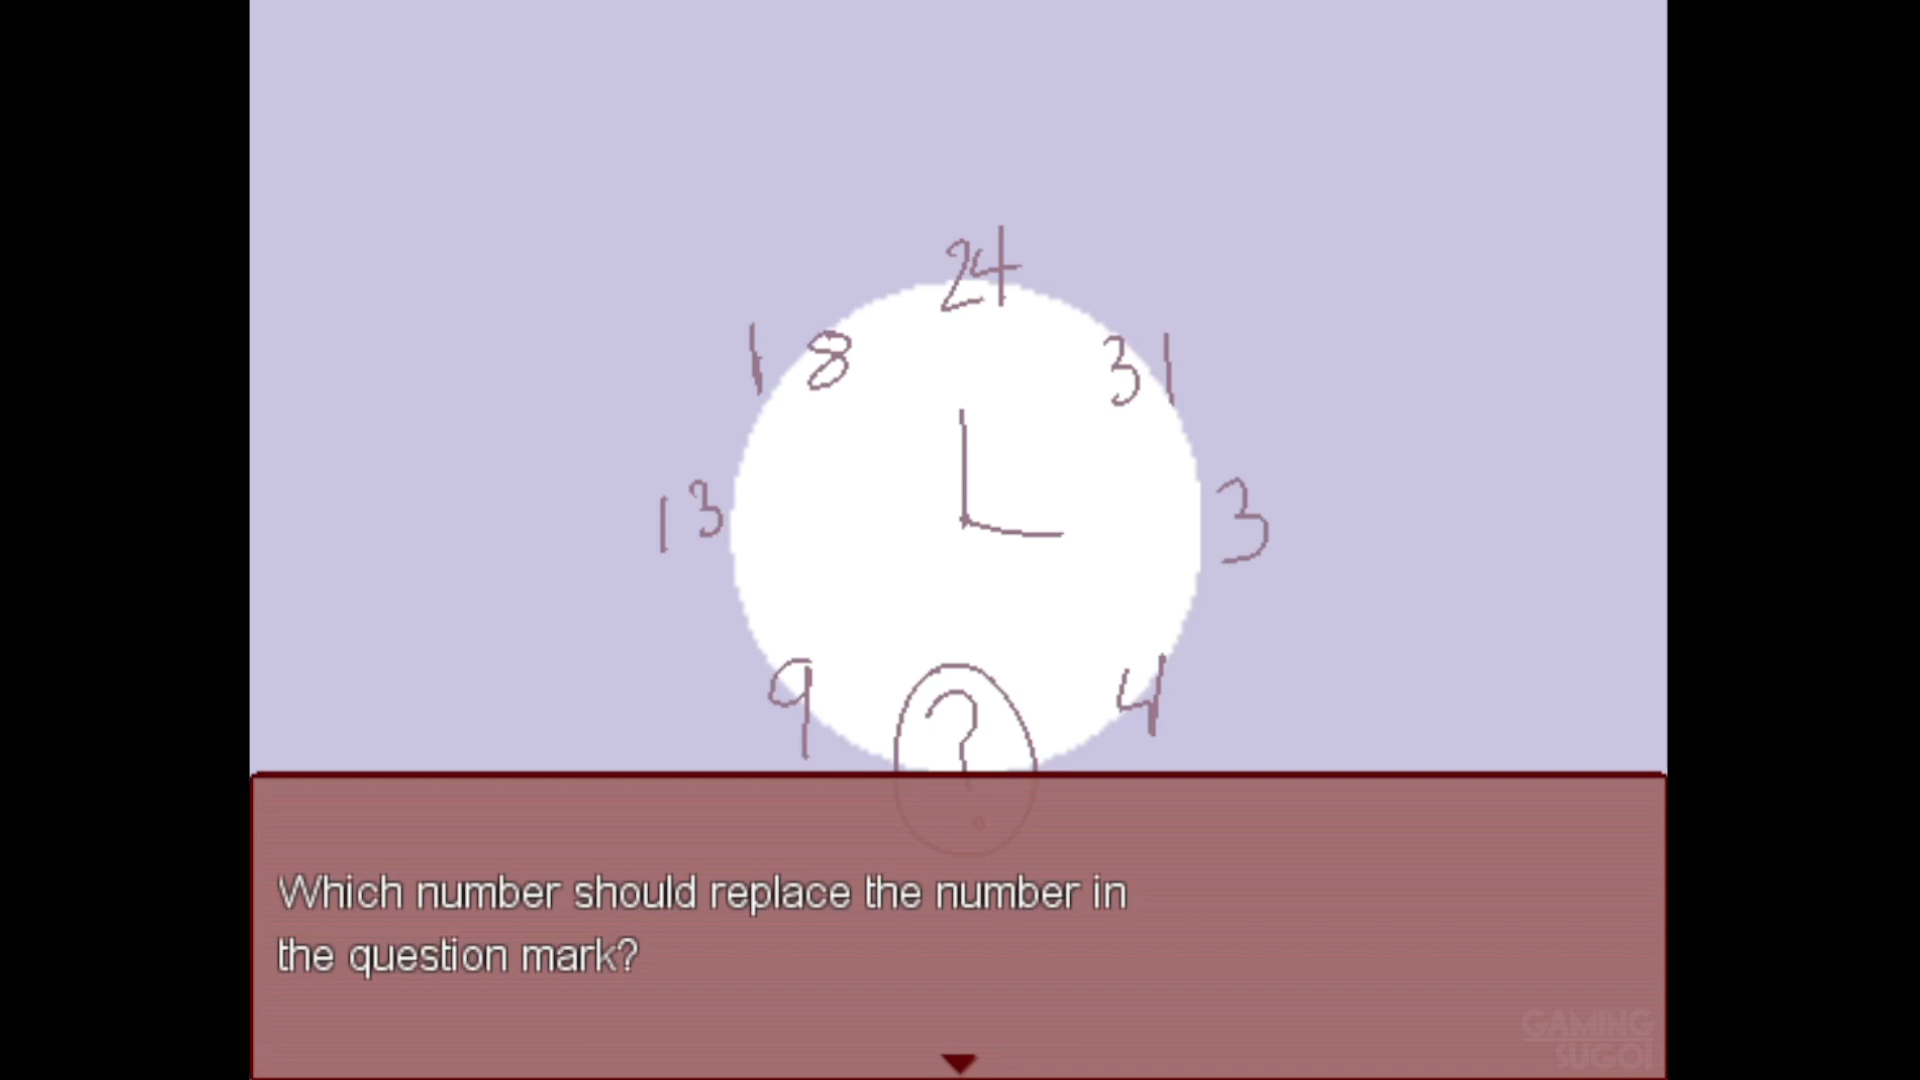 24
18
31
13
3
9
?
4
Which number should replace the number in
the question mark?
GAMING
SUGOI